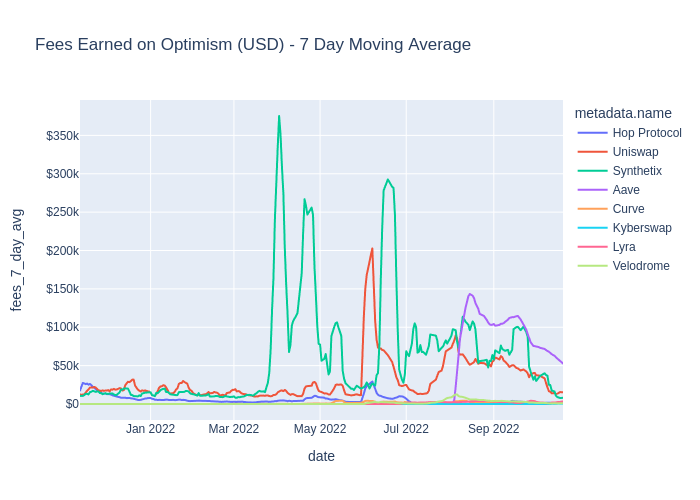 Fees Earned on Optimism (USD) - 7 Day Moving Average
metadata.name
Hop Protocol
Uniswap
Synthetix
Aave
Curve
Kyberswap
Lyra
Velodrome
fees_7_day_avg
$350k
$300k
$250k
$200k
$150k
$100k
$50k
$0
Jan 2022
Mar 2022
May 2022
Jul 2022
Sep 2022
date